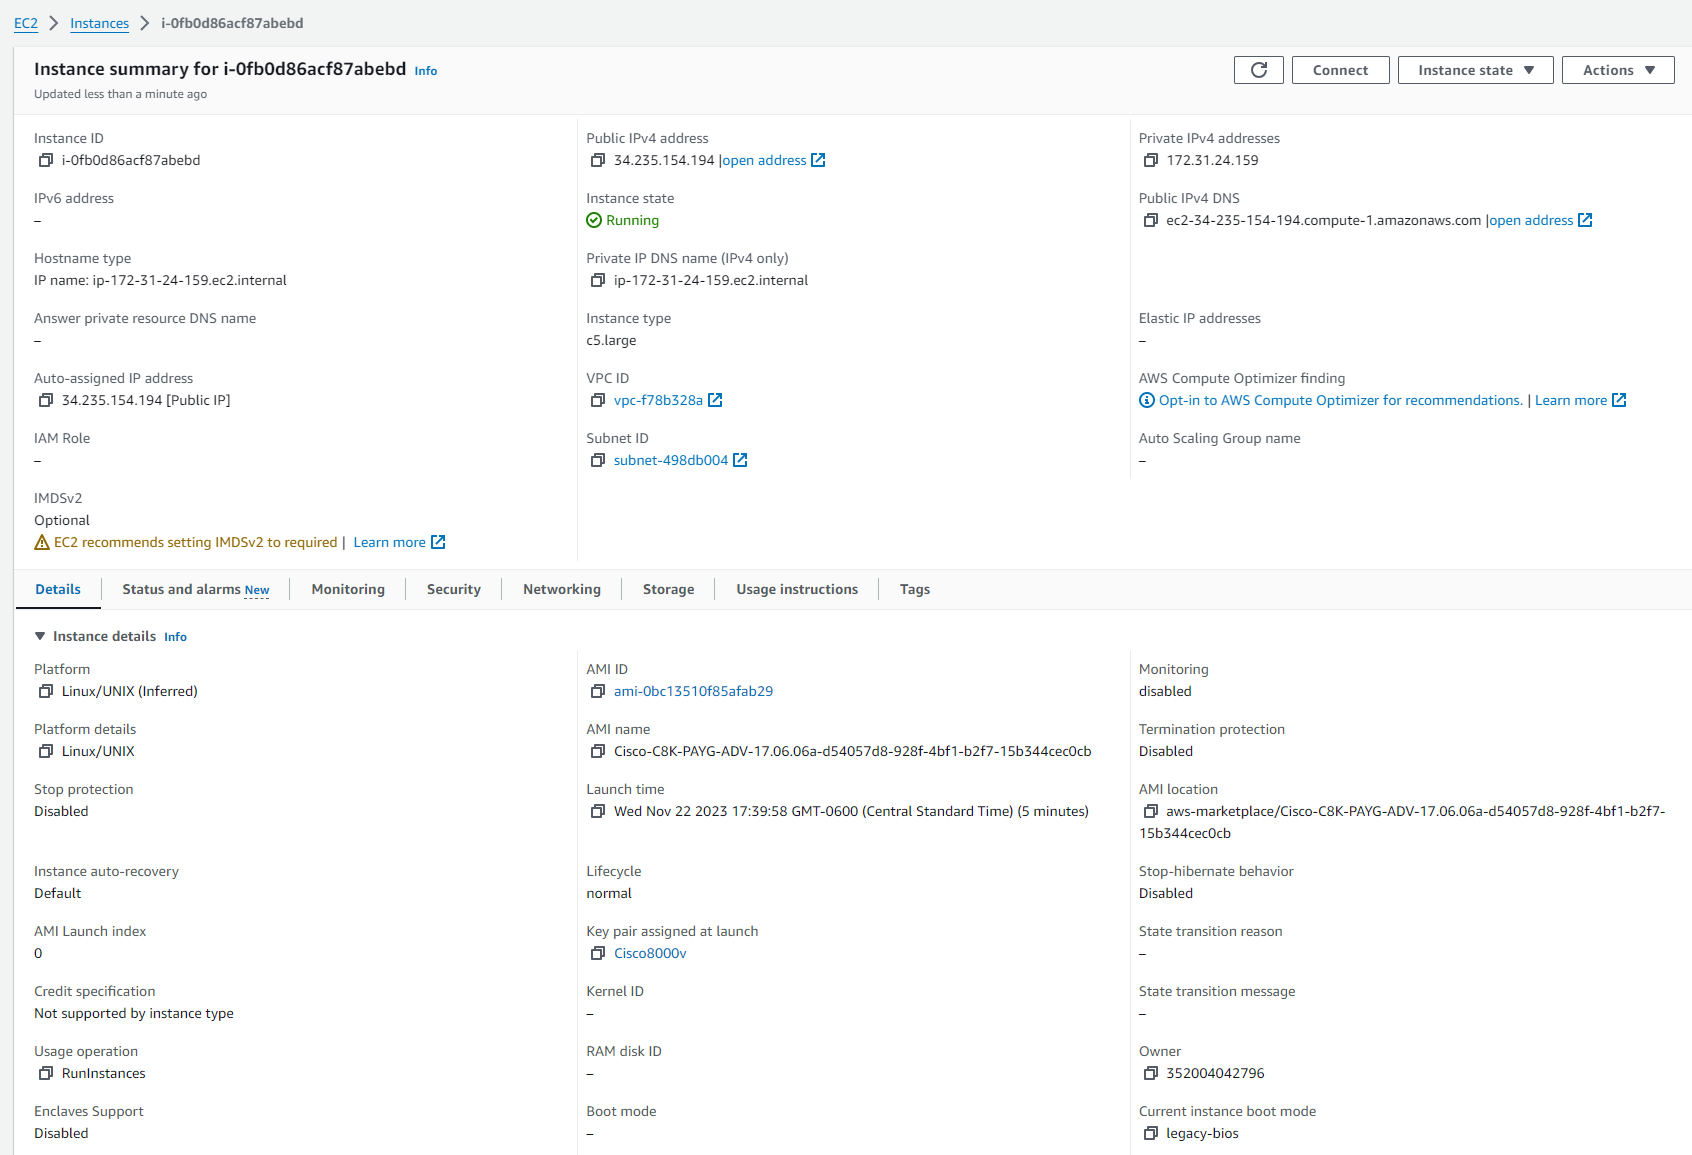 EC2 > Instances > i-0fb0d86acf87abebd
Instance summary for i-0fb0d86acf87abebd Info
Connect
Instance state
Actions
Updated less than a minute ago
Instance ID
i-0fb0d86acf87abebd
Public IPv4 address
34.235.154.194 |open address
Private IPv4 addresses
172.31.24.159
IPv6 address
–
Instance state
Running
Public IPv4 DNS
ec2-34-235-154-194.compute-1.amazonaws.com |open address
Hostname type
IP name: ip-172-31-24-159.ec2.internal
Private IP DNS name (IPv4 only)
ip-172-31-24-159.ec2.internal
Answer private resource DNS name
–
Instance type
c5.large
Elastic IP addresses
–
Auto-assigned IP address
34.235.154.194 [Public IP]
VPC ID
vpc-f78b328a
AWS Compute Optimizer finding
Opt-in to AWS Compute Optimizer for recommendations. | Learn more
IAM Role
–
Subnet ID
subnet-498db004
Auto Scaling Group name
–
IMDSv2
Optional
EC2 recommends setting IMDSv2 to required | Learn more
Details
Status and alarms New
Monitoring
Security
Networking
Storage
Usage instructions
Tags
Instance details Info
Platform
Linux/UNIX (Inferred)
AMI ID
ami-0bc13510f85afab29
Monitoring
disabled
Platform details
Linux/UNIX
AMI name
Cisco-C8K-PAYG-ADV-17.06.06a-d54057d8-928f-4bf1-b2f7-15b344cec0cb
Termination protection
Disabled
Stop protection
Disabled
Launch time
Wed Nov 22 2023 17:39:58 GMT-0600 (Central Standard Time) (5 minutes)
AMI location
aws-marketplace/Cisco-C8K-PAYG-ADV-17.06.06a-d54057d8-928f-4bf1-b2f7-
15b344cec0cb
Instance auto-recovery
Default
Lifecycle
normal
Stop-hibernate behavior
Disabled
AMI Launch index
0
Key pair assigned at launch
Cisco8000v
State transition reason
–
Credit specification
Not supported by instance type
Kernel ID
–
State transition message
–
Usage operation
RunInstances
RAM disk ID
–
Owner
352004042796
Enclaves Support
Disabled
Boot mode
–
Current instance boot mode
legacy-bios